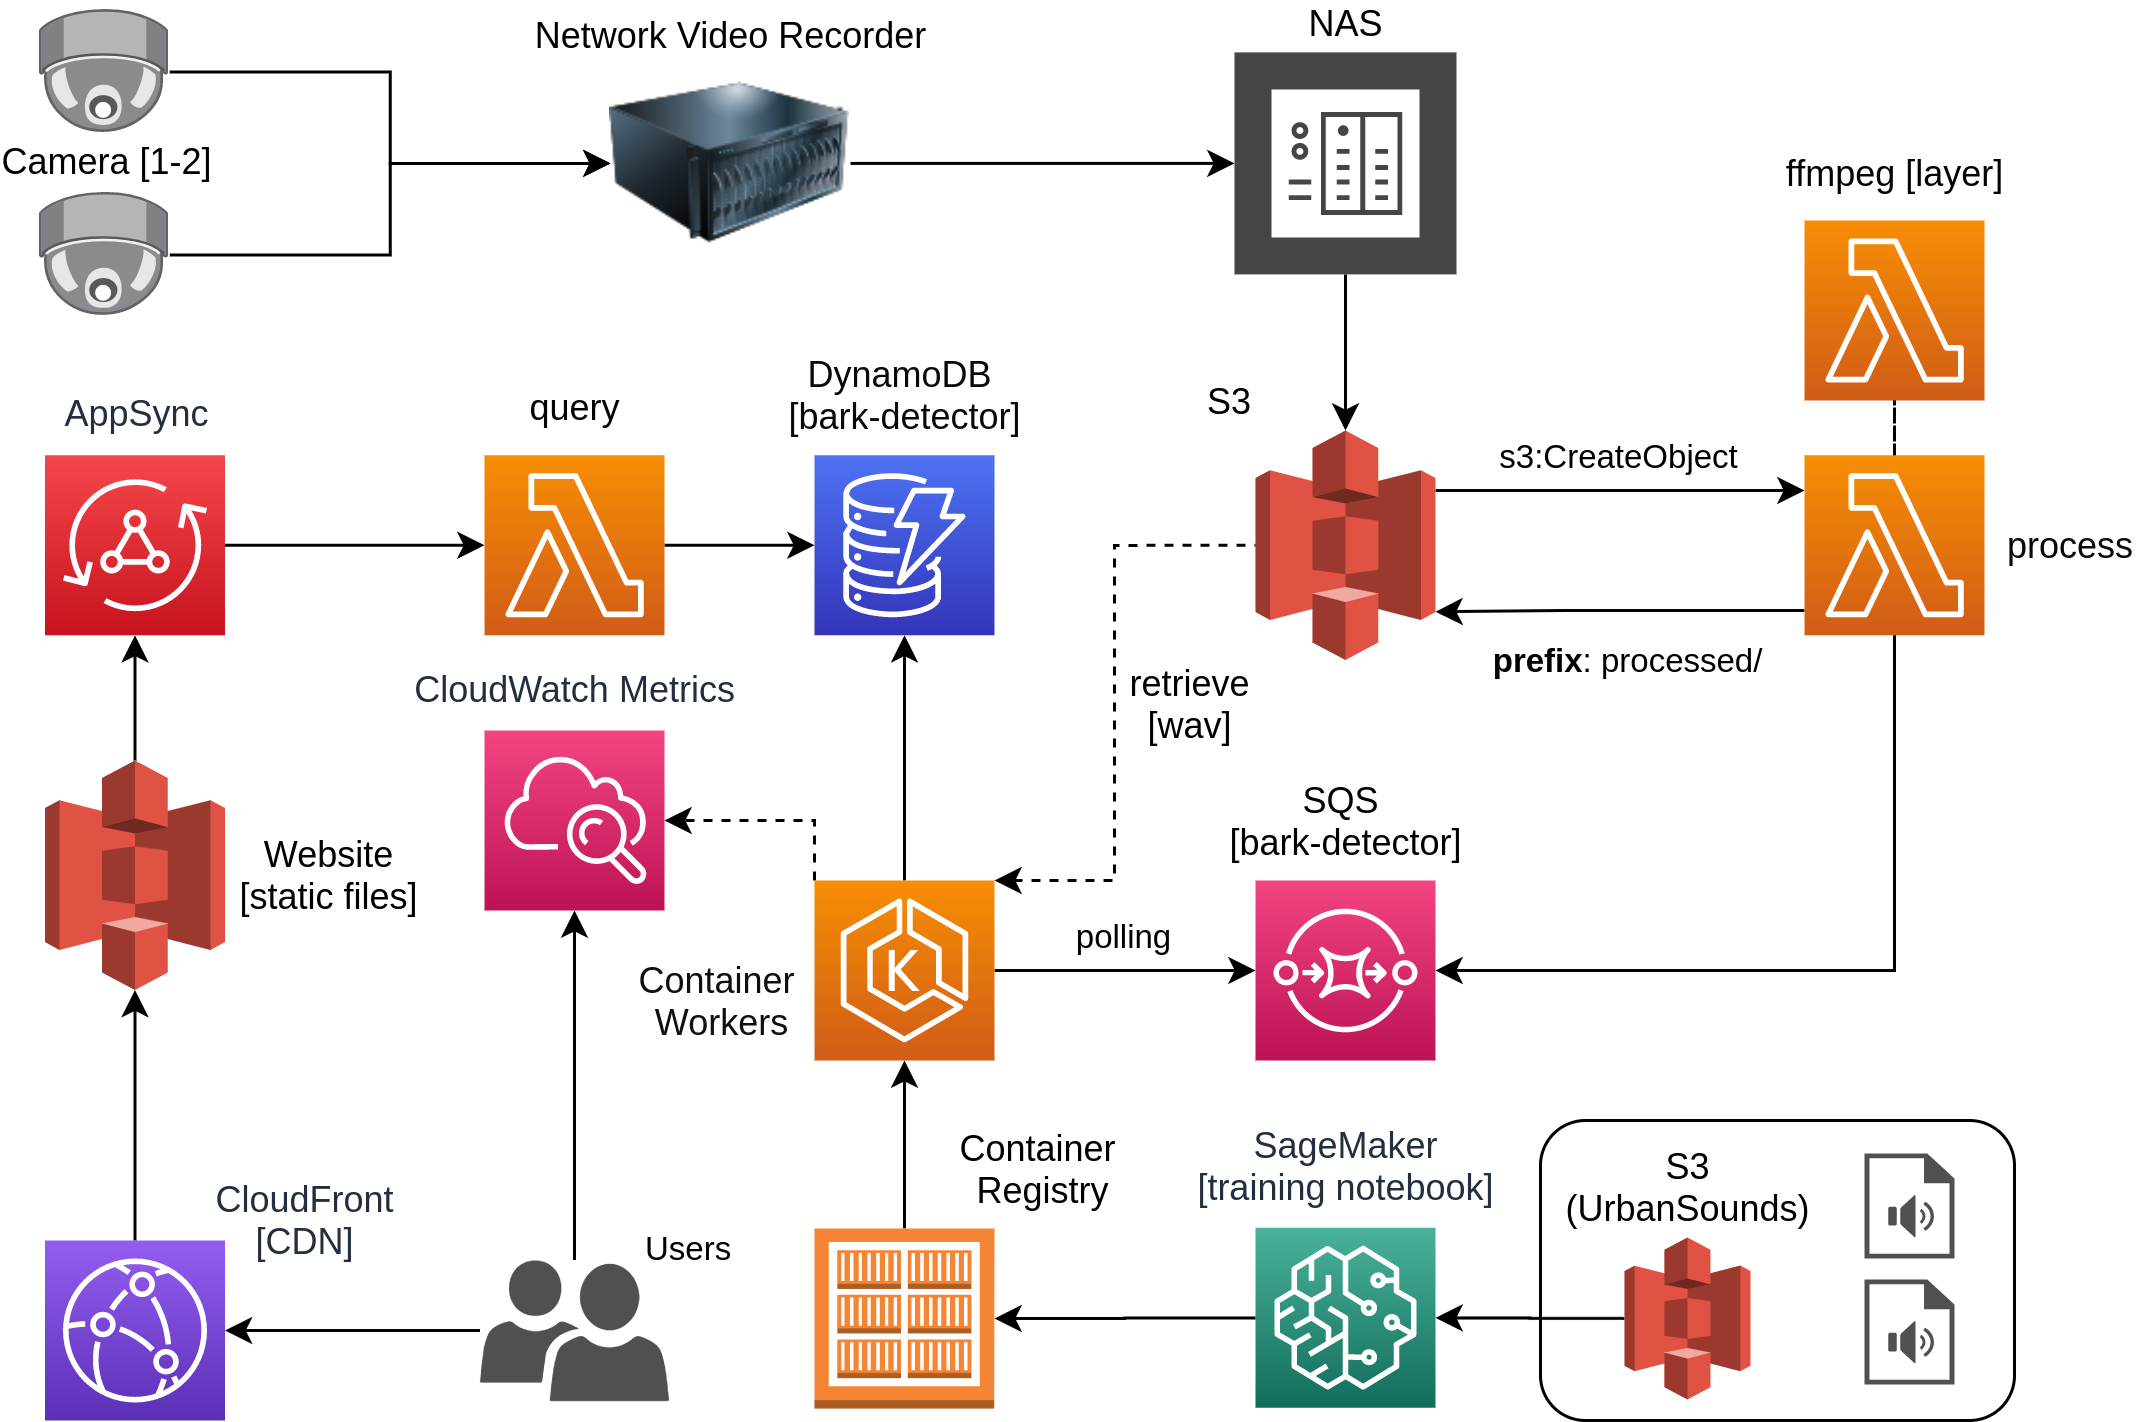 NAS
Network Video Recorder
Camera [1-2]
ffmpeg [layer]
DynamoDB
[bark-detector]
S3
query
AppSync
s3:CreateObject
process
prefix: processed/
retrieve
[wav]
CloudWatch Metrics
SQS
[bark-detector]
Website
[static files]
polling
Container
Workers
K
Container
Registry
SageMaker
[training notebook]
S3
(UrbanSounds)
CloudFront
[CDN]
Users